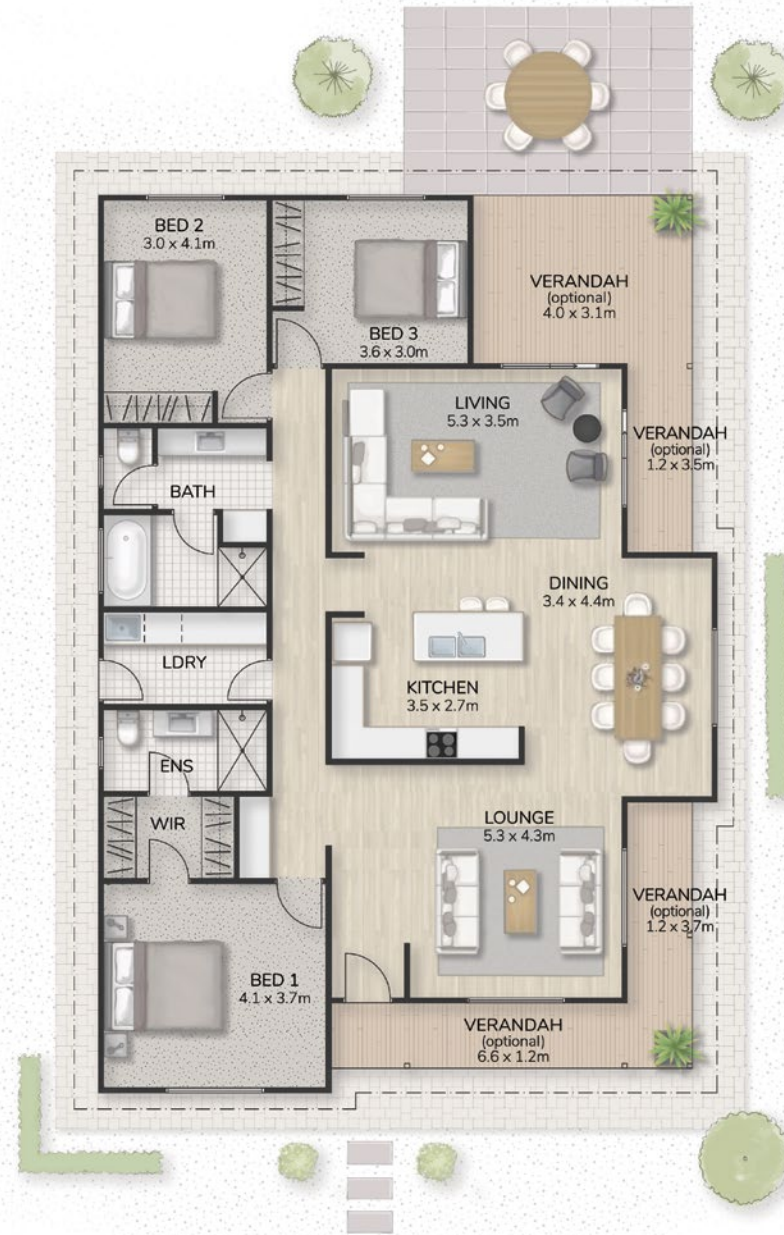 BED 2
3.0 x 4.1m
BED 3
3.6 x 3.0m
VERANDAH
(optional)
4.0 x 3.1m
LIVING
5.3 x 3.5m
VERANDAH
(optional)
1.2 x 3.5m
BATH
DINING
3.4 x 4.4m
LDRY
KITCHEN
3.5 x 2.7m
ENS
WIR
LOUNGE
5.3 x 4.3m
VERANDAH
(optional)
1.2 x 3.7m
BED 1
4.1 x 3.7m
VERANDAH
(optional)
6.6 x 1.2m